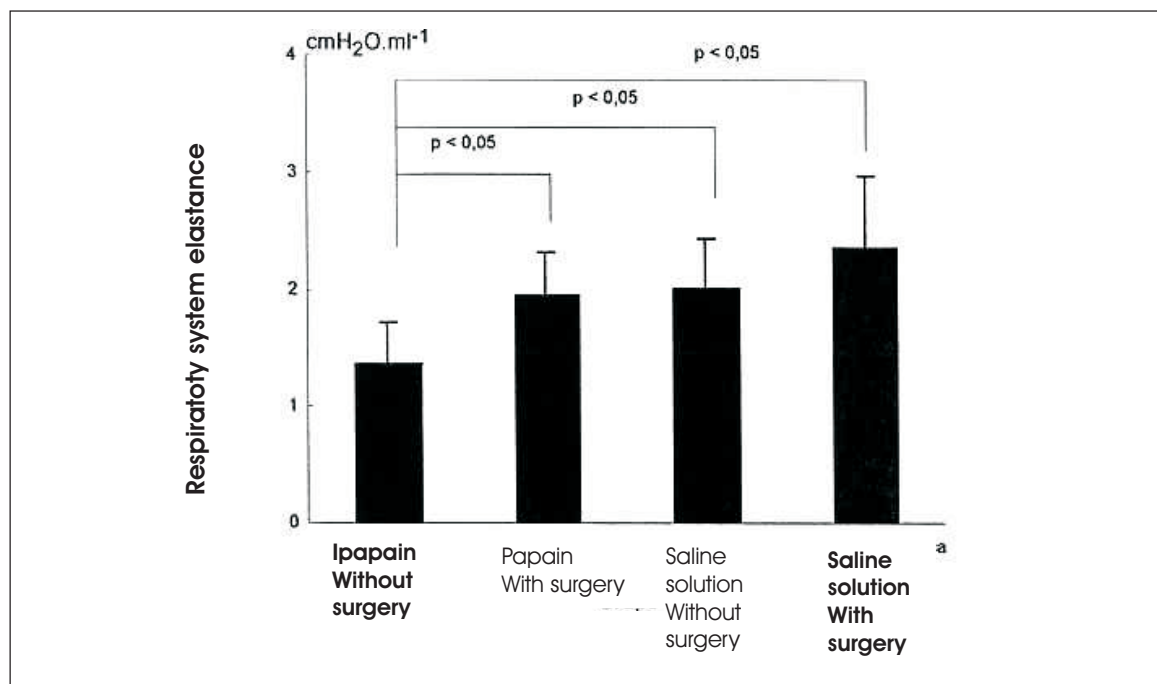 cmH₂O.ml⁻¹
4
p < 0,05
p < 0,05
p < 0,05
3
2
1
0
Respiratoty system elastance
a
Ipapain
Without
surgery
Papain
With surgery
Saline
solution
Without
surgery
Saline
solution
With
surgery